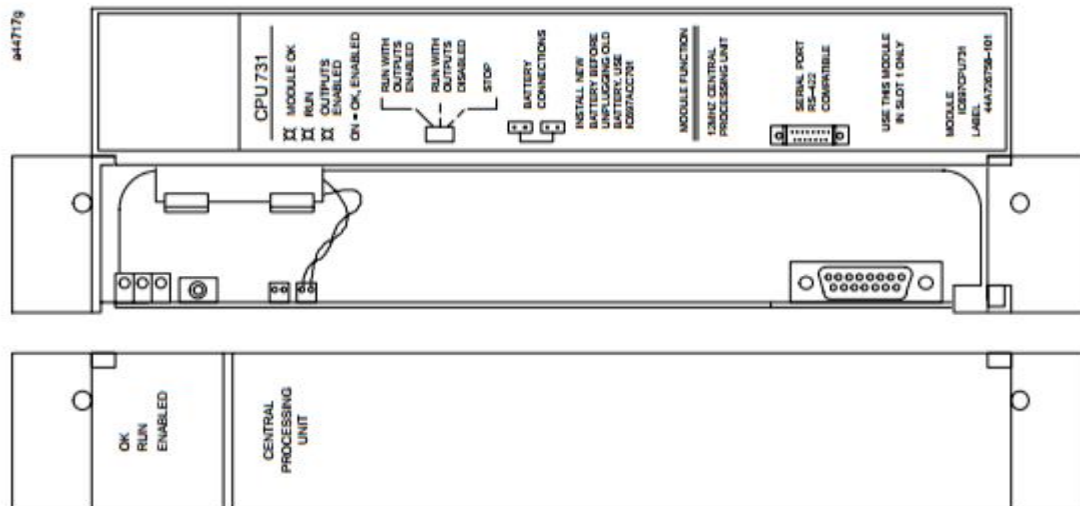 a44717g
CPU 731
MODULE OK
RUN
OUTPUTS
ENABLED
ON = OK, ENABLED
RUN WITH
OUTPUTS
ENABLED
RUN WITH
OUTPUTS
DISABLED
STOP
BATTERY
CONNECTIONS
INSTALL NEW
BATTERY BEFORE
UNPLUGGING OLD
BATTERY. USE
IC697ACC701
MODULE FUNCTION
12MHZ CENTRAL
PROCESSING UNIT
SERIAL PORT
RS-422
COMPATIBLE
USE THIS MODULE
IN SLOT 1 ONLY
MODULE
IC697CPU731
LABEL
44A726758-101
OK
RUN
ENABLED
CENTRAL
PROCESSING
UNIT